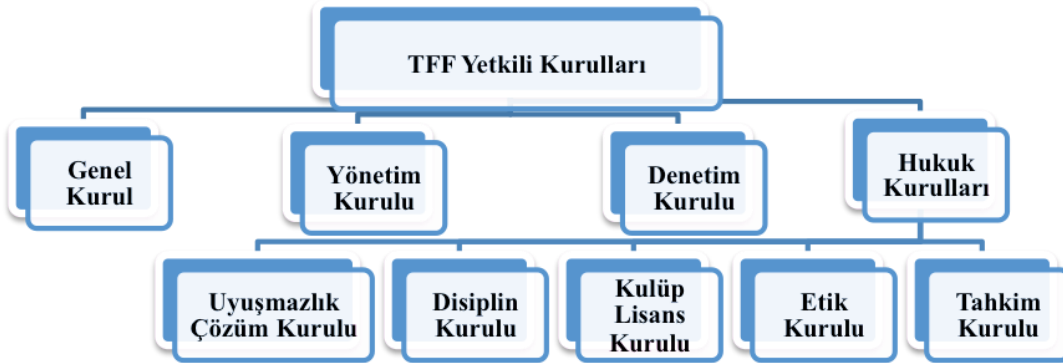 TFF Yetkili Kurulları
Genel
Kurul
Yönetim
Kurulu
Denetim
Kurulu
Hukuk
Kurulları
Uyuşmazlık
Çözüm Kurulu
Disiplin
Kurulu
Kulüp
Lisans
Kurulu
Etik
Kurulu
Tahkim
Kurulu